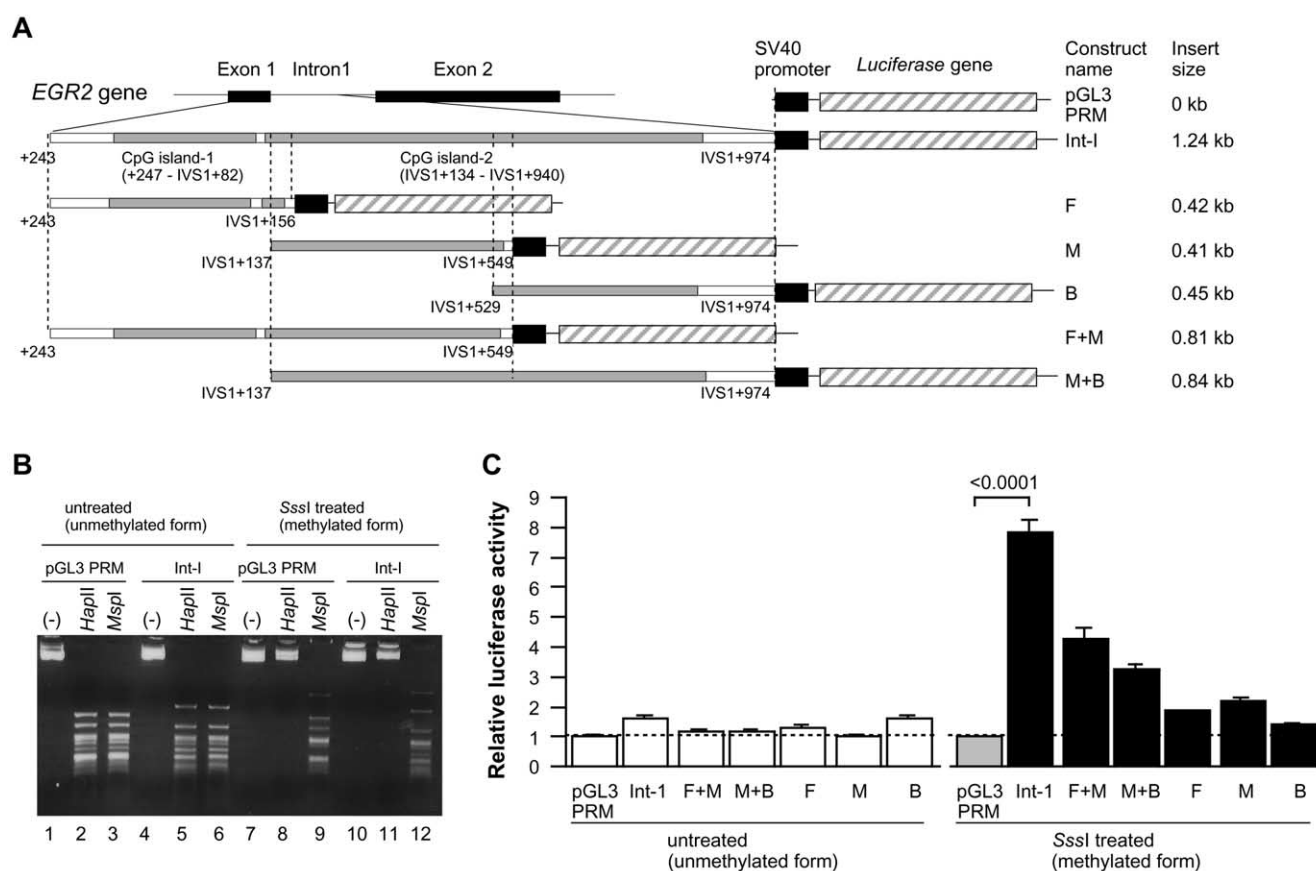 A
Exon 1
Intron1
Exon 2
EGR2 gene
SV40
promoter
Luciferase gene
Construct
name
Insert
size
pGL3
PRM
0 kb
+243
CpG island-1
(+247 - IVS1+82)
CpG island-2
(IVS1+134 - IVS1+940)
IVS1+974
Int-I
1.24 kb
+243
IVS1+156
F
0.42 kb
IVS1+137
IVS1+549
M
0.41 kb
IVS1+529
IVS1+974
B
0.45 kb
+243
IVS1+549
F+M
0.81 kb
IVS1+137
IVS1+974
M+B
0.84 kb
B
untreated
(unmethylated form)
SssI treated
(methylated form)
pGL3 PRM
Int-I
pGL3 PRM
Int-I
(-)
HapII
MspI
(-)
HapII
MspI
(-)
HapII
MspI
(-)
HapII
MspI
1 2 3 4 5 6 7 8 9 10 11 12
C
Relative luciferase activity
9
8
7
6
5
4
3
2
1
0
<0.0001
pGL3
PRM
Int-1
F+M
M+B
F
M
B
untreated
(unmethylated form)
pGL3
PRM
Int-1
F+M
M+B
F
M
B
SssI treated
(methylated form)